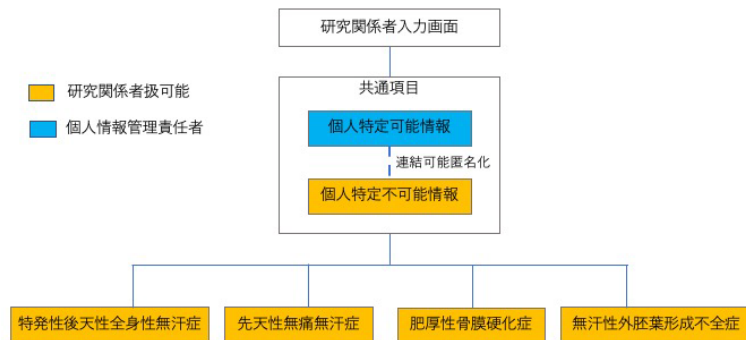 研究関係者入力画面
共通項目
研究関係者扱可能
個人情報管理責任者
個人特定可能情報
連結可能匿名化
個人特定不可能情報
特発性後天性全身性無汗症
先天性無痛無汗症
肥厚性骨膜硬化症
無汗性外胚葉形成不全症